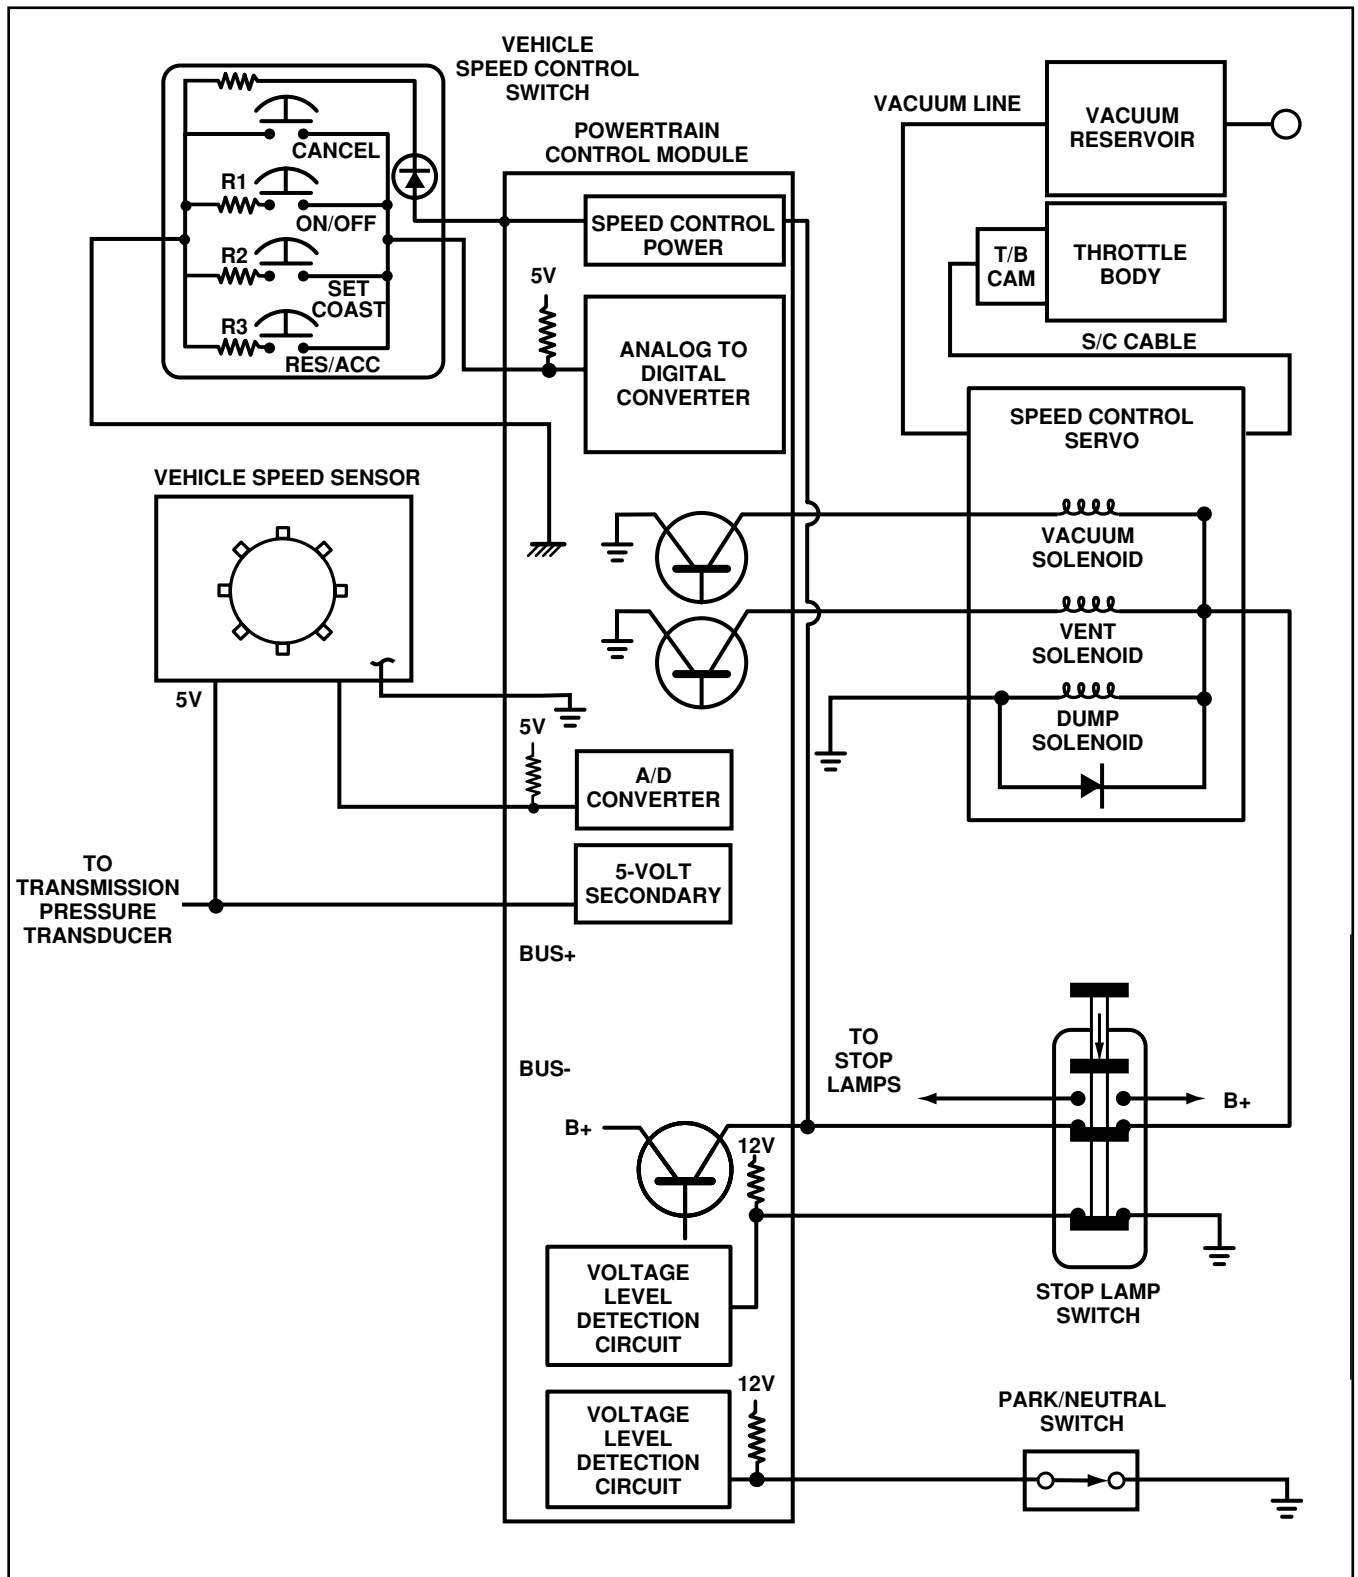 VEHICLE
SPEED CONTROL
SWITCH
CANCEL
R1
ON/OFF
R2
SET
COAST
R3
RES/ACC
POWERTRAIN
CONTROL MODULE
SPEED CONTROL
POWER
5V
ANALOG TO
DIGITAL
CONVERTER
VACUUM LINE
VACUUM
RESERVOIR
T/B
CAM
THROTTLE
BODY
S/C CABLE
SPEED CONTROL
SERVO
VACUUM
SOLENOID
VENT
SOLENOID
DUMP
SOLENOID
VEHICLE SPEED SENSOR
5V
5V
A/D
CONVERTER
5-VOLT
SECONDARY
TO
TRANSMISSION
PRESSURE
TRANSDUCER
BUS+
BUS-
TO
STOP
LAMPS
B+
B+
12V
VOLTAGE
LEVEL
DETECTION
CIRCUIT
STOP LAMP
SWITCH
12V
VOLTAGE
LEVEL
DETECTION
CIRCUIT
PARK/NEUTRAL
SWITCH